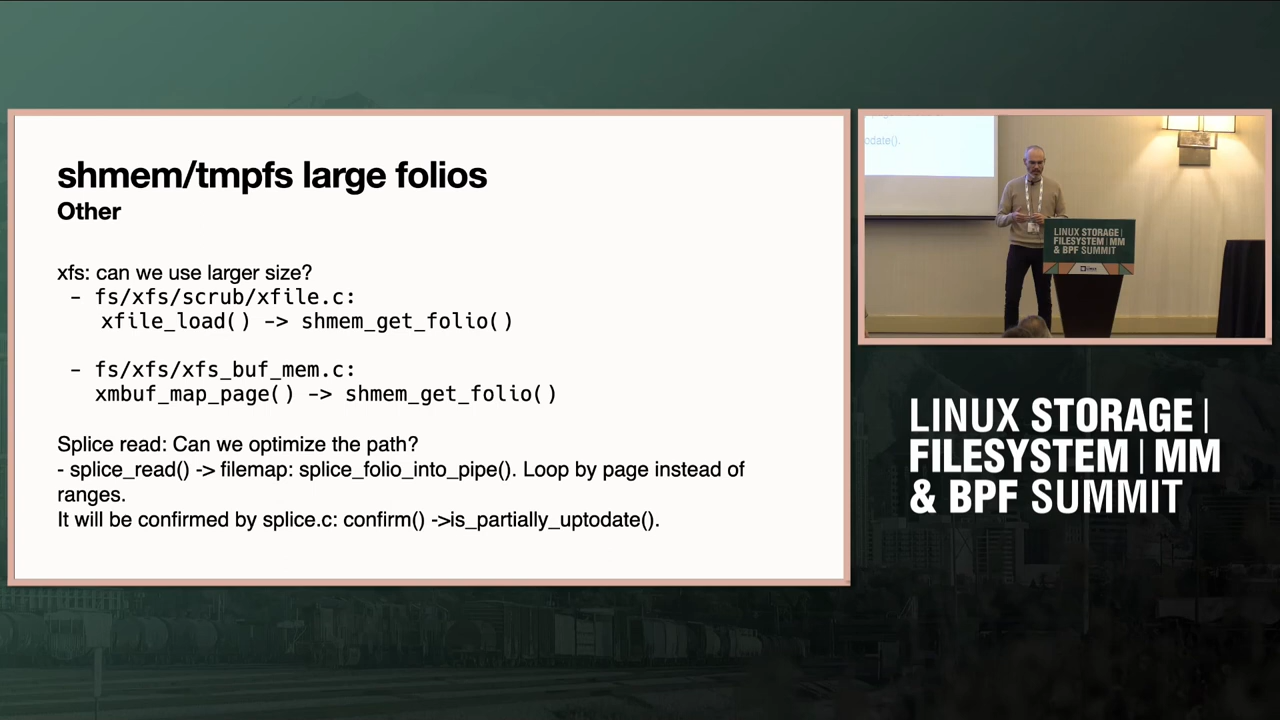 shmem/tmpfs large folios
Other
xfs: can we use larger size?
- fs/xfs/scrub/xfile.c:
xfile_load() -> shmem_get_folio()
- fs/xfs/xfs_buf_mem.c:
xmbuf_map_page() -> shmem_get_folio()
Splice read: Can we optimize the path?
- splice_read() -> filemap: splice_folio_into_pipe(). Loop by page instead of
ranges.
It will be confirmed by splice.c: confirm() ->is_partially_uptodate().
odate().
LINUX STORAGE |
FILESYSTEM | MM
& BPF SUMMIT
LINUX STORAGE |
FILESYSTEM | MM
& BPF SUMMIT